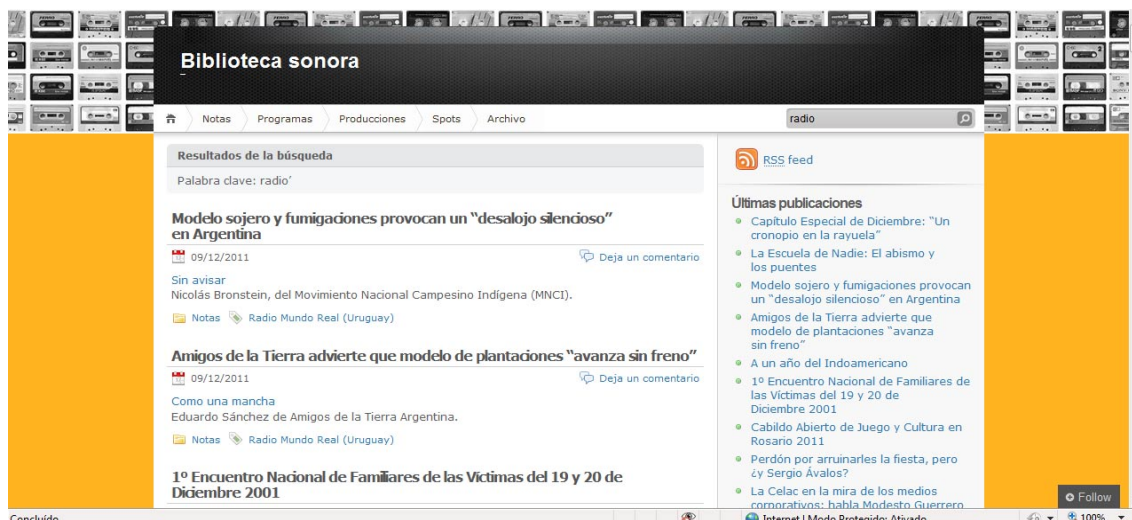 Biblioteca sonora
Notas Programas Producciones Spots Archivo
radio
Resultados de la búsqueda
Palabra clave: radio´
Modelo sojero y fumigaciones provocan un “desalojo silencioso”
en Argentina
09/12/2011
Deja un comentario
Sin avisar
Nicolás Bronstein, del Movimiento Nacional Campesino Indígena (MNCI).
Notas Radio Mundo Real (Uruguay)
Amigos de la Tierra advierte que modelo de plantaciones “avanza sin freno”
09/12/2011
Deja un comentario
Como una mancha
Eduardo Sánchez de Amigos de la Tierra Argentina.
Notas Radio Mundo Real (Uruguay)
1º Encuentro Nacional de Familiares de las Víctimas del 19 y 20 de
Diciembre 2001
RSS feed
Últimas publicaciones
Capítulo Especial de Diciembre: “Un
cronopio en la rayuela”
La Escuela de Nadie: El abismo y
los puentes
Modelo sojero y fumigaciones provocan
un “desalojo silencioso” en Argentina
Amigos de la Tierra advierte que
modelo de plantaciones “avanza
sin freno”
A un año del Indoamericano
1º Encuentro Nacional de Familiares de
las Víctimas del 19 y 20 de
Diciembre 2001
Cabildo Abierto de Juego y Cultura en
Rosario 2011
Perdón por arruinarles la fiesta, pero
¿y Sergio Ávalos?
La Celac en la mira de los medios
corporativos: habla Modesto Guerrero
Follow
Concluído
Internet | Modo Protegido: Ativado
100%